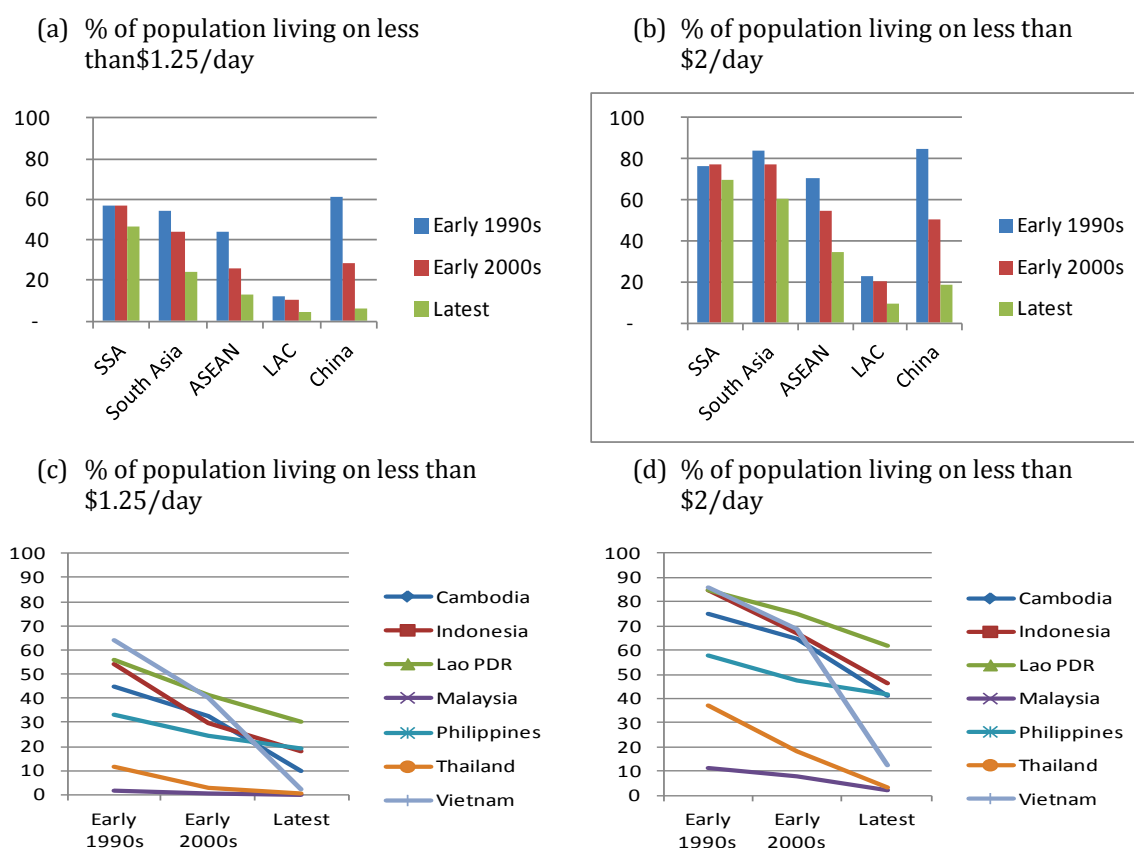 (a) % of population living on less
than$1.25/day
100
80
60
40
20
-
SSA
South Asia
ASEAN
LAC
China
Early 1990s
Early 2000s
Latest
(b) % of population living on less than
$2/day
100
80
60
40
20
-
SSA
South Asia
ASEAN
LAC
China
Early 1990s
Early 2000s
Latest
(c) % of population living on less than
$1.25/day
100
90
80
70
60
50
40
30
20
10
0
Early
1990s
Early
2000s
Latest
Cambodia
Indonesia
Lao PDR
Malaysia
Philippines
Thailand
Vietnam
(d) % of population living on less than
$2/day
100
90
80
70
60
50
40
30
20
10
0
Early
1990s
Early
2000s
Latest
Cambodia
Indonesia
Lao PDR
Malaysia
Philippines
Thailand
Vietnam